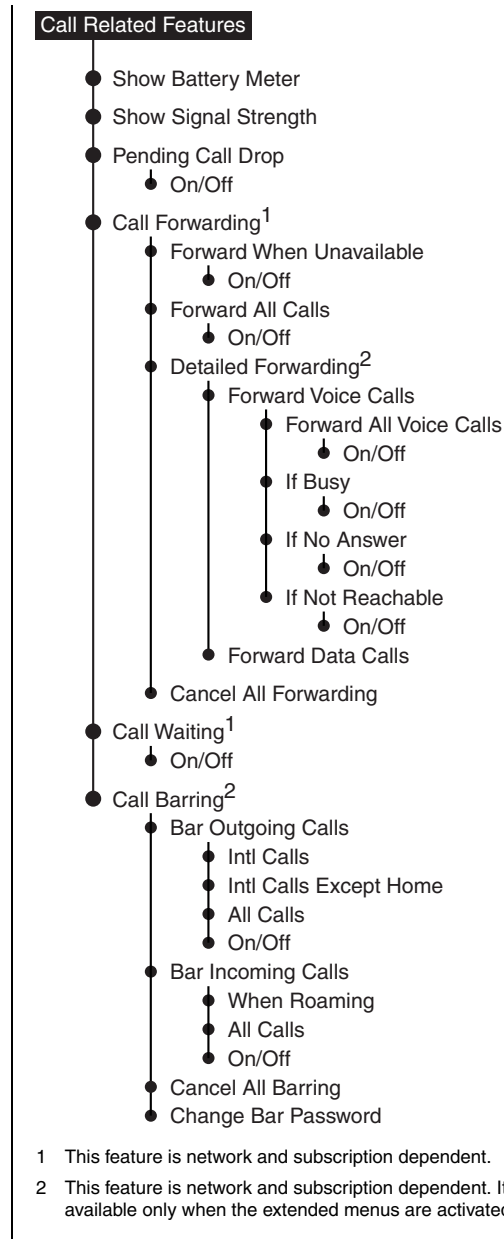 Call Related Features
Show Battery Meter
Show Signal Strength
Pending Call Drop
On/Off
Call Forwarding1
Forward When Unavailable
On/Off
Forward All Calls
On/Off
Detailed Forwarding2
Forward Voice Calls
Forward All Voice Calls
On/Off
If Busy
On/Off
If No Answer
On/Off
If Not Reachable
On/Off
Forward Data Calls
Cancel All Forwarding
Call Waiting1
On/Off
Call Barring2
Bar Outgoing Calls
Intl Calls
Intl Calls Except Home
All Calls
On/Off
Bar Incoming Calls
When Roaming
All Calls
On/Off
Cancel All Barring
Change Bar Password
1 This feature is network and subscription dependent.
2 This feature is network and subscription dependent.
available only when the extended menus are